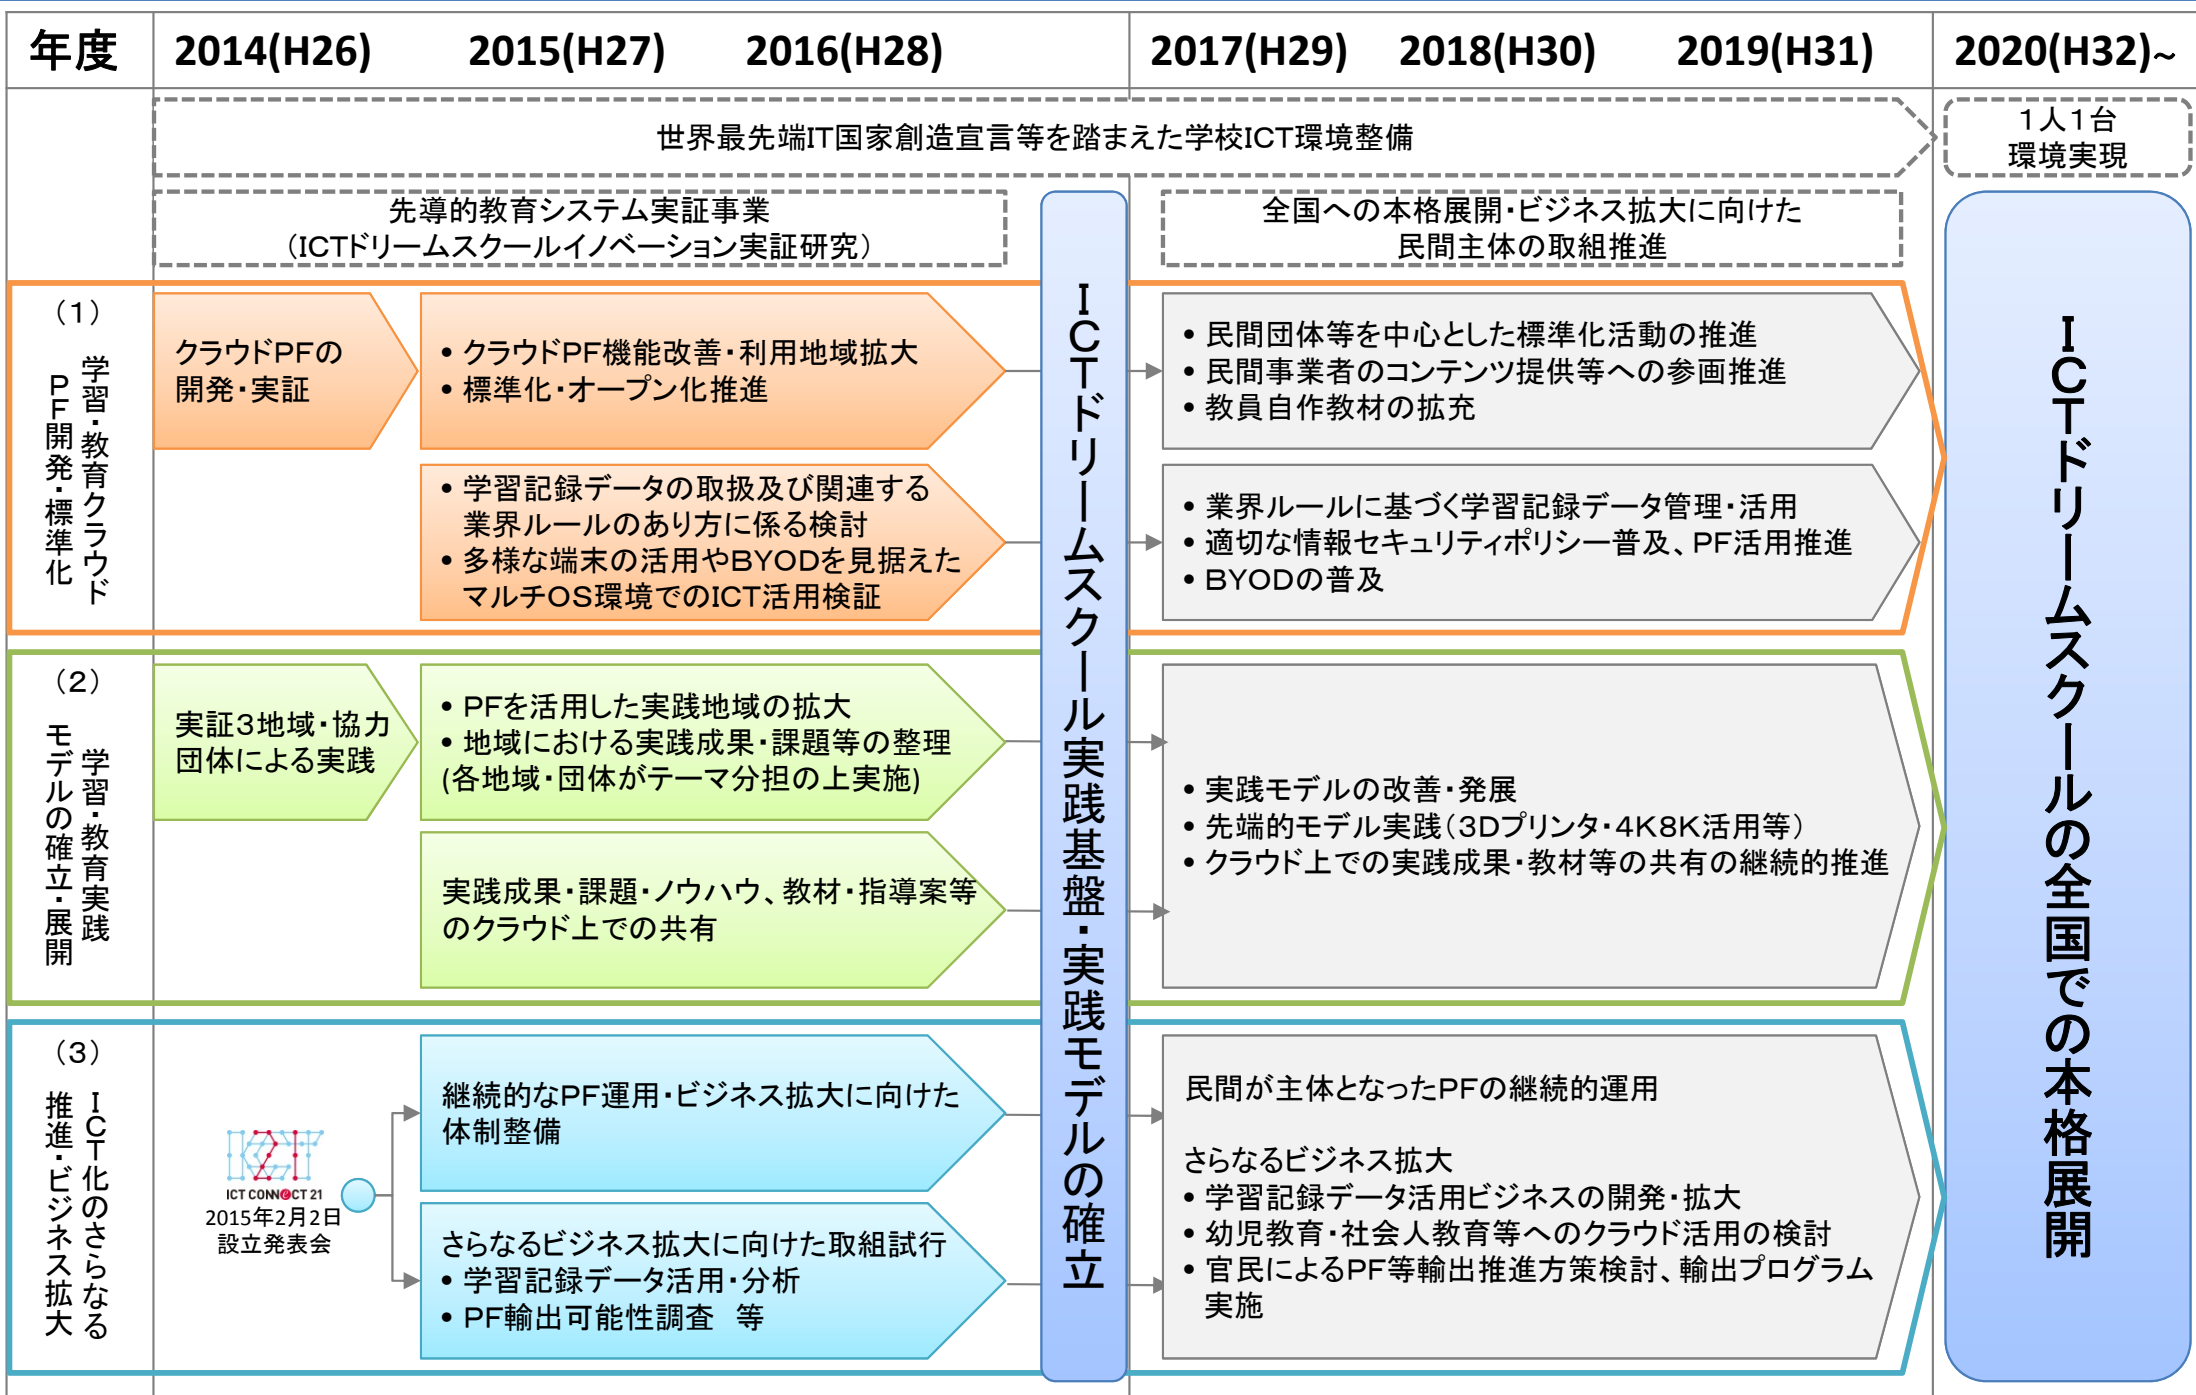 年度
2014(H26)
2015(H27)
2016(H28)
2017(H29)
2018(H30)
2019(H31)
2020(H32)~
世界最先端IT国家創造宣言等を踏まえた学校ICT環境整備
1人1台
環境実現
先導的教育システム実証事業
(ICTドリームスクールイノベーション実証研究)
全国への本格展開・ビジネス拡大に向けた
民間主体の取組推進
(1)
学習・教育クラウド
PF開発・標準化
クラウドPFの
開発・実証
• クラウドPF機能改善・利用地域拡大
• 標準化・オープン化推進
• 学習記録データの取扱及び関連する
業界ルールのあり方に係る検討
• 多様な端末の活用やBYODを見据えた
マルチOS環境でのICT活用検証
ICTドリームスクール実践基盤・実践モデルの確立
• 民間団体等を中心とした標準化活動の推進
• 民間事業者のコンテンツ提供等への参画推進
• 教員自作教材の拡充
• 業界ルールに基づく学習記録データ管理・活用
• 適切な情報セキュリティポリシー普及、PF活用推進
• BYODの普及
ICTドリームスクールの全国での本格展開
(2)
学習・教育実践
モデルの確立・展開
実証3地域・協力
団体による実践
• PFを活用した実践地域の拡大
• 地域における実践成果・課題等の整理
(各地域・団体がテーマ分担の上実施)
実践成果・課題・ノウハウ、教材・指導案等
のクラウド上での共有
• 実践モデルの改善・発展
• 先端的モデル実践(3Dプリンタ・4K8K活用等)
• クラウド上での実践成果・教材等の共有の継続的推進
(3)
ICT化のさらなる
推進・ビジネス拡大
ICT CONNeCT 21
2015年2月2日
設立発表会
継続的なPF運用・ビジネス拡大に向けた
体制整備
さらなるビジネス拡大に向けた取組試行
• 学習記録データ活用・分析
• PF輸出可能性調査 等
民間が主体となったPFの継続的運用
さらなるビジネス拡大
• 学習記録データ活用ビジネスの開発・拡大
• 幼児教育・社会人教育等へのクラウド活用の検討
• 官民によるPF等輸出推進方策検討、輸出プログラム
実施